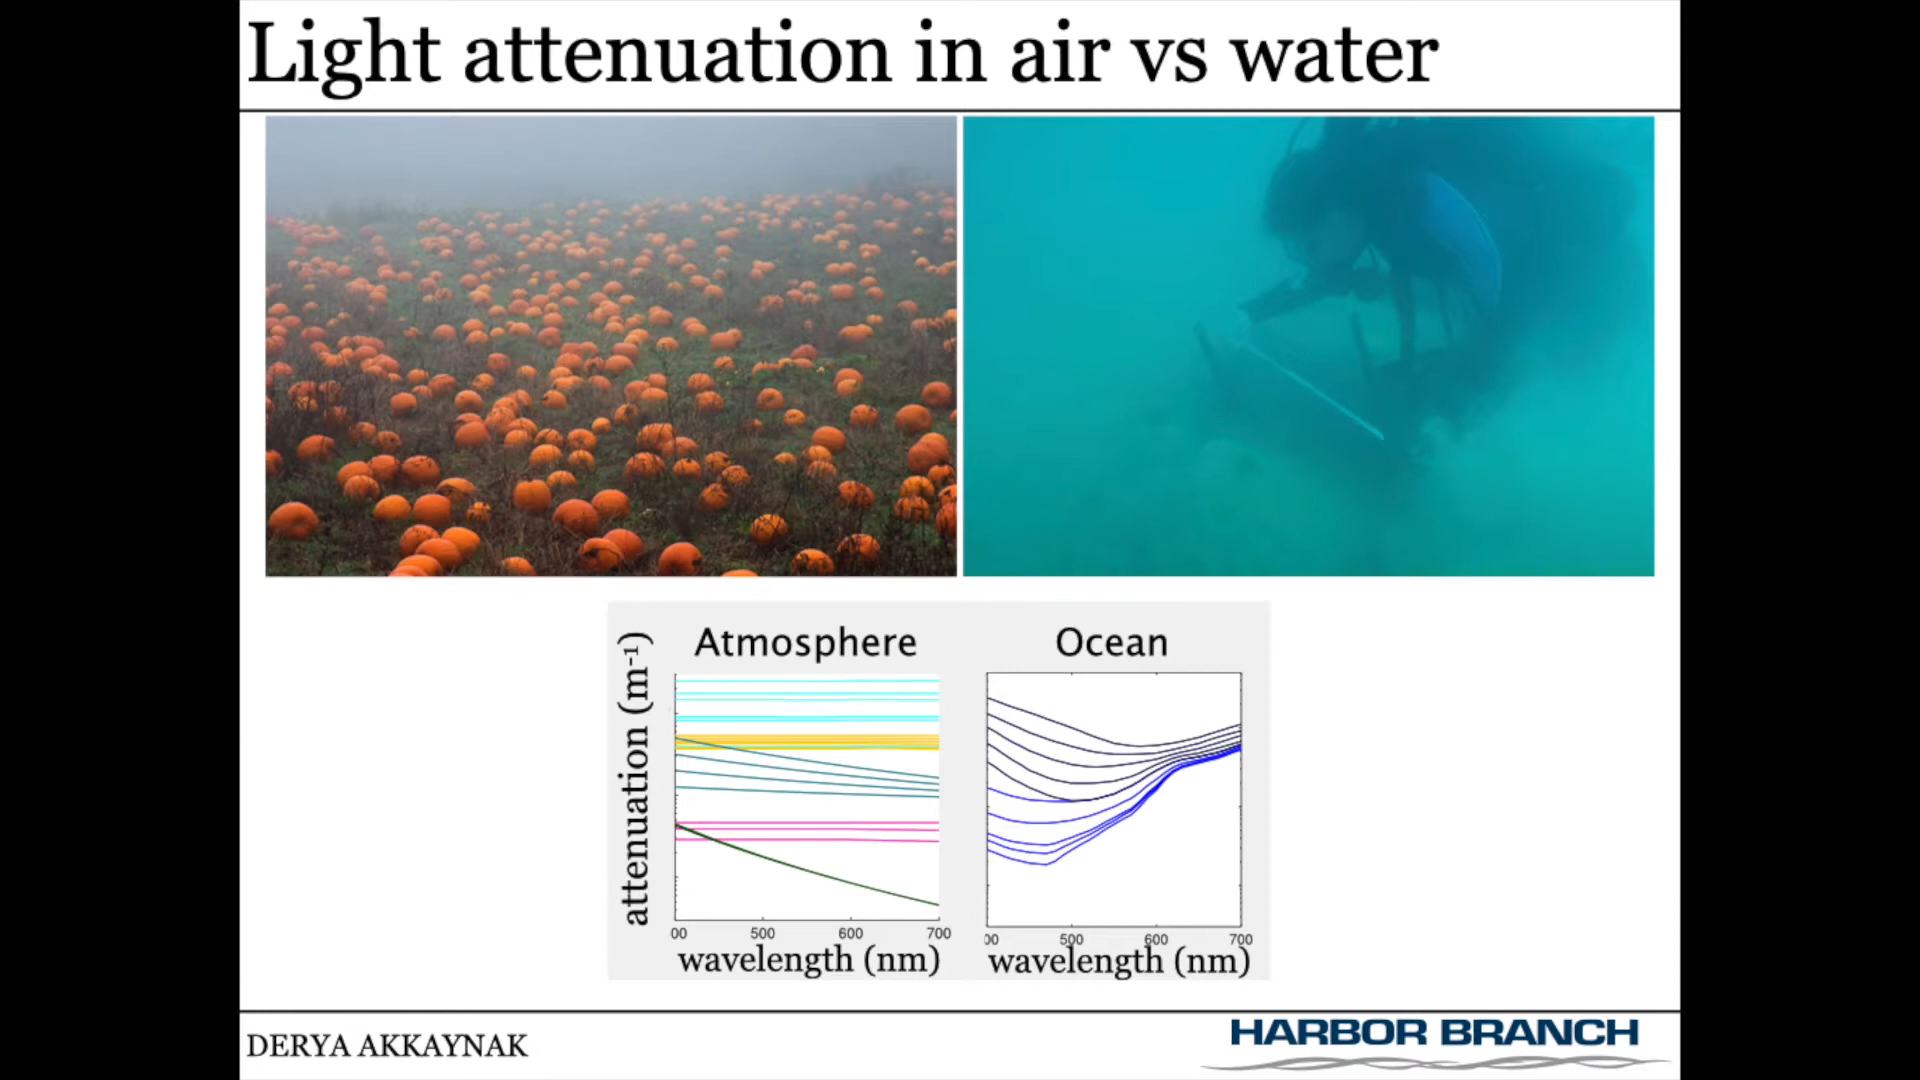 Light attenuation in air vs water
Atmosphere
Ocean
attenuation (m-1)
00 500 600 700
00 500 600 700
wavelength (nm)
wavelength (nm)
DERYA AKKAYNAK
HARBOR BRANCH